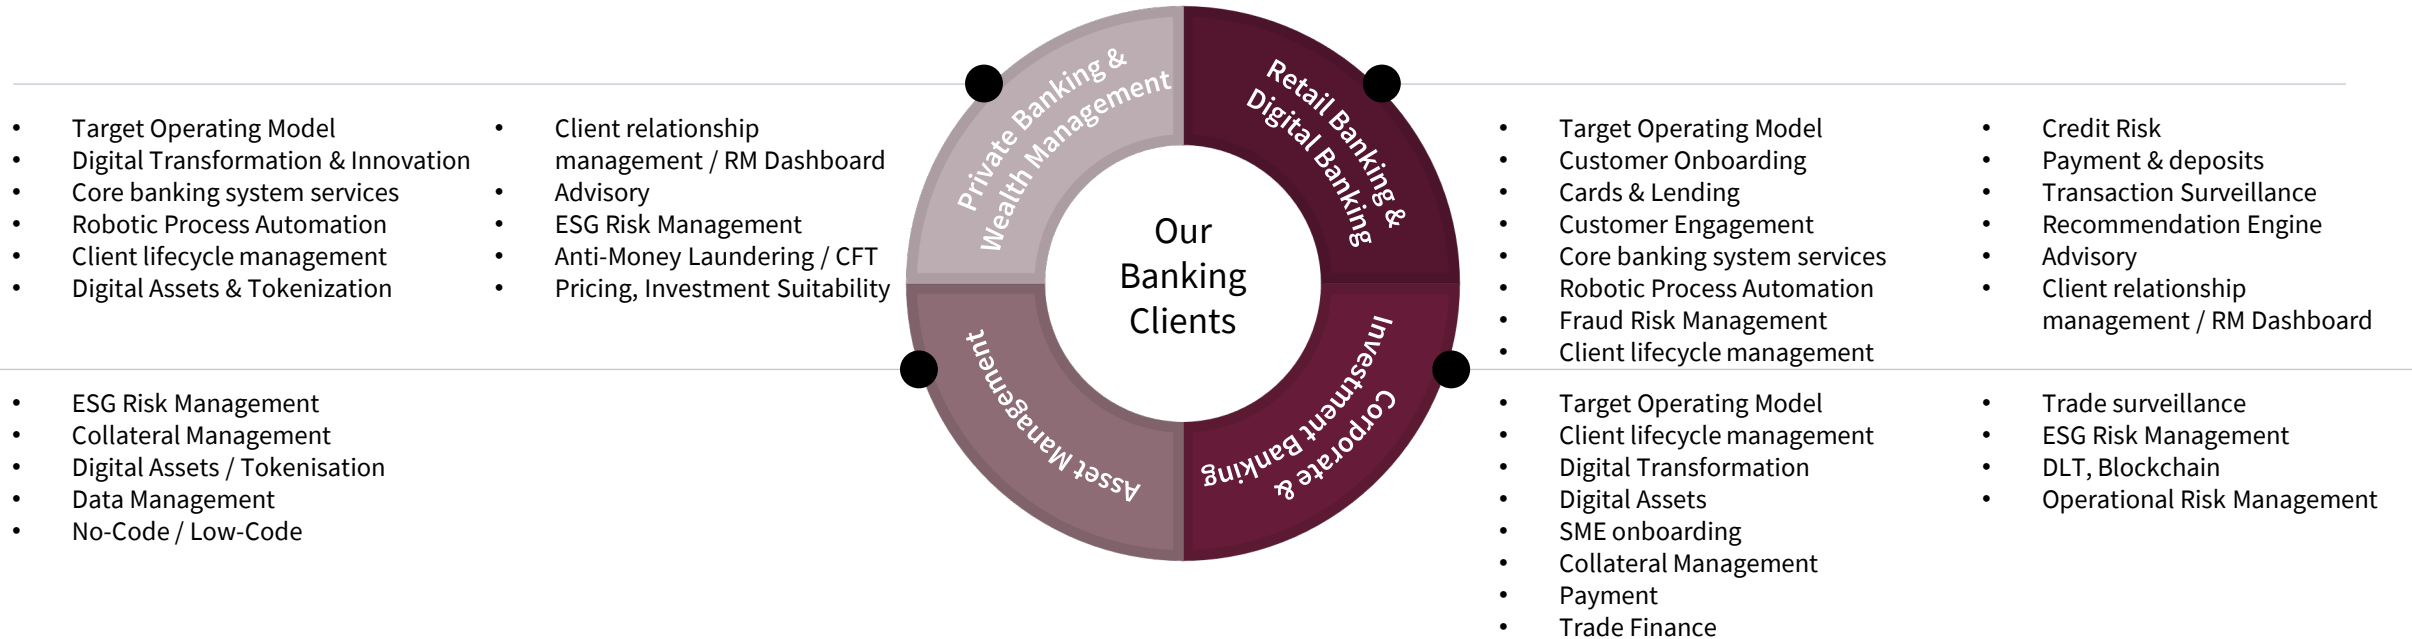 Private Banking &
Wealth Management
Retail Banking &
Digital Banking
Our
Banking
Clients
Asset Management
Corporate &
Investment Banking
• Target Operating Model
• Digital Transformation & Innovation
• Core banking system services
• Robotic Process Automation
• Client lifecycle management
• Digital Assets & Tokenization
• Client relationship
management / RM Dashboard
• Advisory
• ESG Risk Management
• Anti-Money Laundering / CFT
• Pricing, Investment Suitability
• Target Operating Model
• Customer Onboarding
• Cards & Lending
• Customer Engagement
• Core banking system services
• Robotic Process Automation
• Fraud Risk Management
• Client lifecycle management
• Credit Risk
• Payment & deposits
• Transaction Surveillance
• Recommendation Engine
• Advisory
• Client relationship
management / RM Dashboard
• ESG Risk Management
• Collateral Management
• Digital Assets / Tokenisation
• Data Management
• No-Code / Low-Code
• Target Operating Model
• Client lifecycle management
• Digital Transformation
• Digital Assets
• SME onboarding
• Collateral Management
• Payment
• Trade Finance
• Trade surveillance
• ESG Risk Management
• DLT, Blockchain
• Operational Risk Management